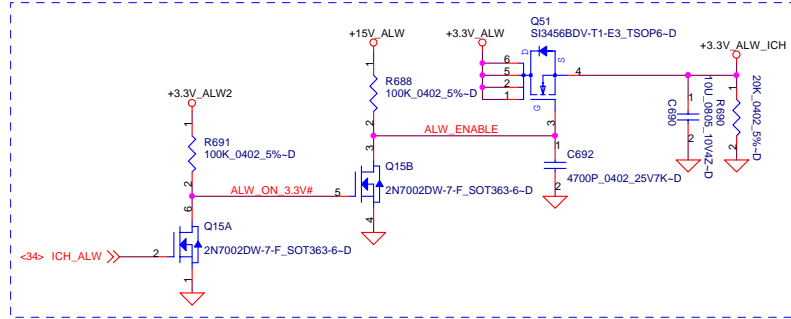 Q51
SI3456BDV-T1-E3_TSOP6~D
+15V_ALW
+3.3V_ALW
+3.3V_ALW_ICH
D
S
G
6
5
2
1
4
3
1
R688
100K_0402_5%~D
2
+3.3V_ALW2
1
R691
100K_0402_5%~D
2
ALW_ENABLE
1
C692
4700P_0402_25V7K~D
2
1
2
C690
10U_0805_10V4Z~D
1
2
R690
20K_0402_5%~D
3
Q15B
2N7002DW-7-F_SOT363-6~D
5
4
ALW_ON_3.3V#
6
Q15A
2N7002DW-7-F_SOT363-6~D
<34> ICH_ALW
2
1